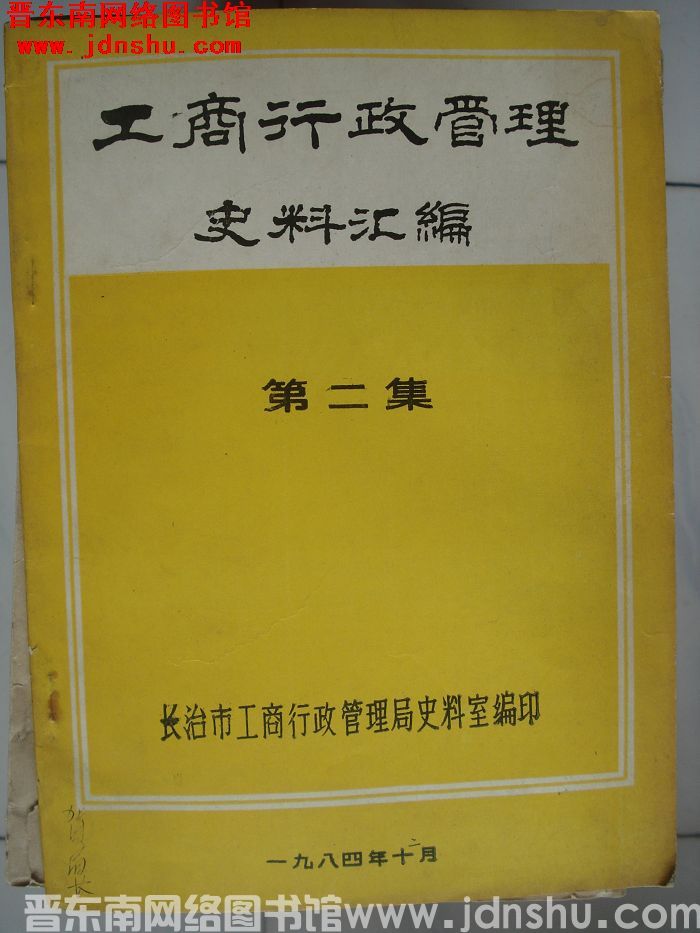 晋东南网络图书馆
www.jdnshu.com
工商行政管理
史料汇编
第二集
长治市工商行政管理局史料室编印
一九八四年十二月
晋东南网络图书馆www.jdnshu.com